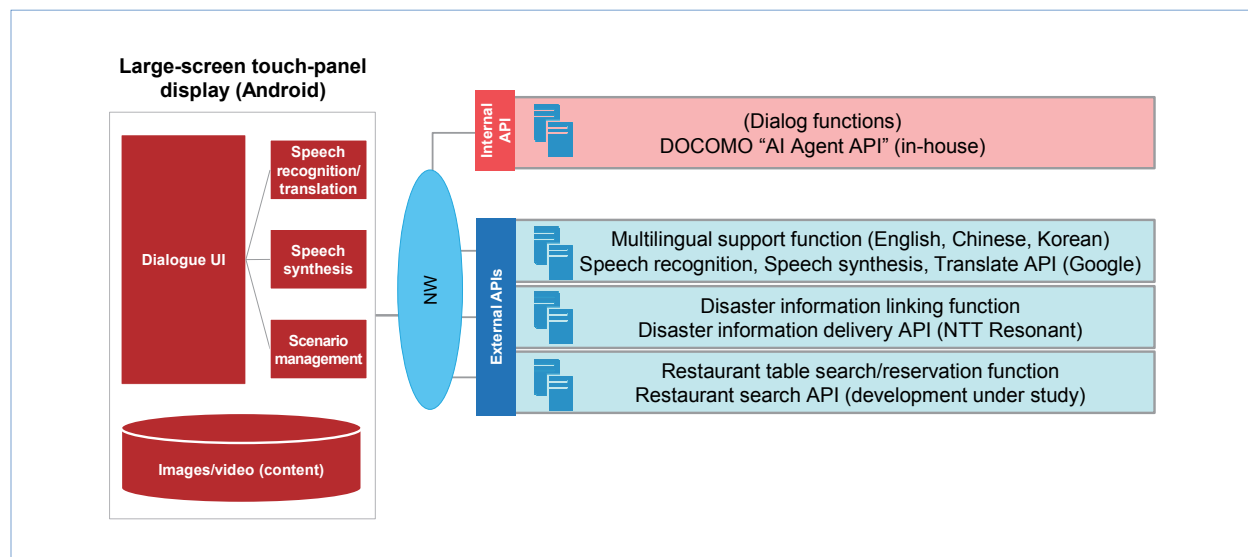 Large-screen touch-panel
display (Android)
Dialogue UI
Speech
recognition/
translation
Speech
synthesis
Scenario
management
Images/video (content)
NW
Internal
API
(Dialog functions)
DOCOMO “AI Agent API” (in-house)
External APIs
Multilingual support function (English, Chinese, Korean)
Speech recognition, Speech synthesis, Translate API (Google)
Disaster information linking function
Disaster information delivery API (NTT Resonant)
Restaurant table search/reservation function
Restaurant search API (development under study)